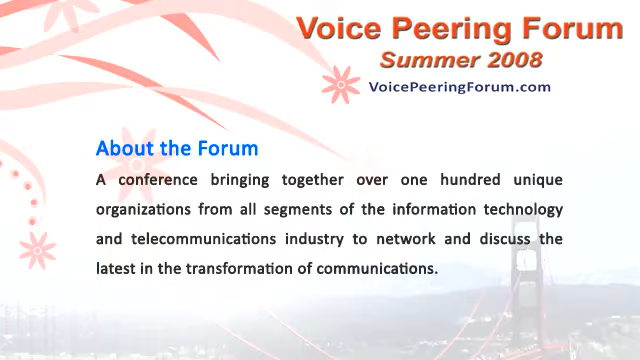 Voice Peering Forum
Summer 2008
VoicePeeringForum.com
About the Forum
A conference bringing together over one hundred unique
organizations from all segments of the information technology
and telecommunications industry to network and discuss the
latest in the transformation of communications.